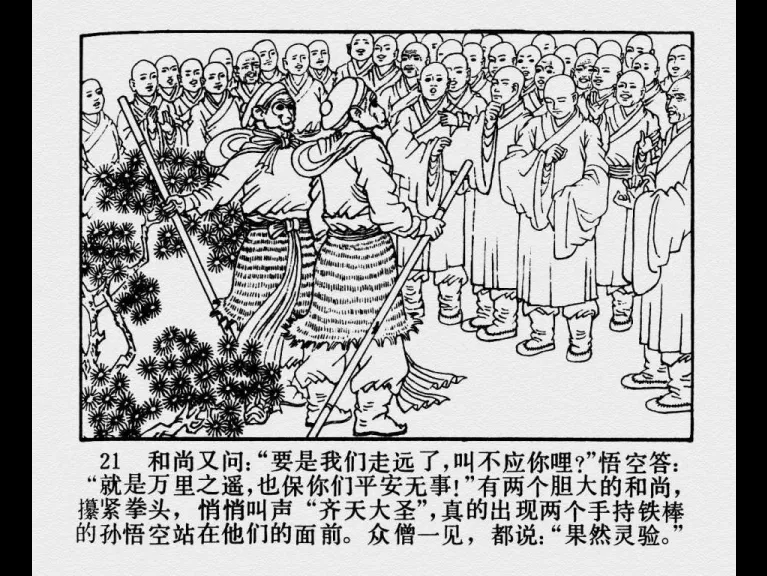 21 和尚又问:“要是我们走远了,叫不应你哩?”悟空答:
“就是万里之遥,也保你们平安无事!”有两个胆大的和尚,
攥紧拳头, 悄悄叫声 “齐天大圣”,真的出现两个手持铁棒
的孙悟空站在他们的面前。众僧一见, 都说:“果然灵验。”